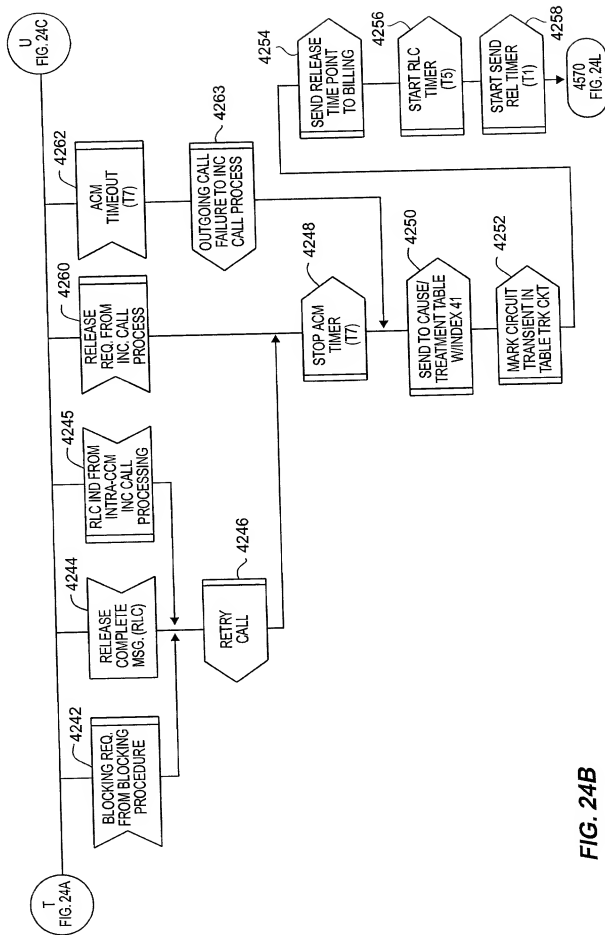 T
FIG. 24A
4242
BLOCKING REQ.
FROM BLOCKING
PROCEDURE
4244
RELEASE
COMPLETE
MSG. (RLC)
4245
RLC IND FROM
INTRA-CCM
INC CALL
PROCESSING
4246
RETRY
CALL
4260
RELEASE
REQ. FROM
INC. CALL
PROCESS
4262
ACM
TIMEOUT
(T7)
4263
OUTGOING CALL
FAILURE TO INC
CALL PROCESS
U
FIG. 24C
4248
STOP ACM
TIMER
(T7)
4250
SEND TO CAUSE/
TREATMENT TABLE
W/INDEX 41
4252
MARK CIRCUIT
TRANSIENT IN
TABLE TRK CKT
4254
SEND RELEASE
TIME POINT
TO BILLING
4256
START RLC
TIMER
(T5)
4258
START SEND
REL TIMER
(T1)
4570
FIG. 24L
FIG. 24B